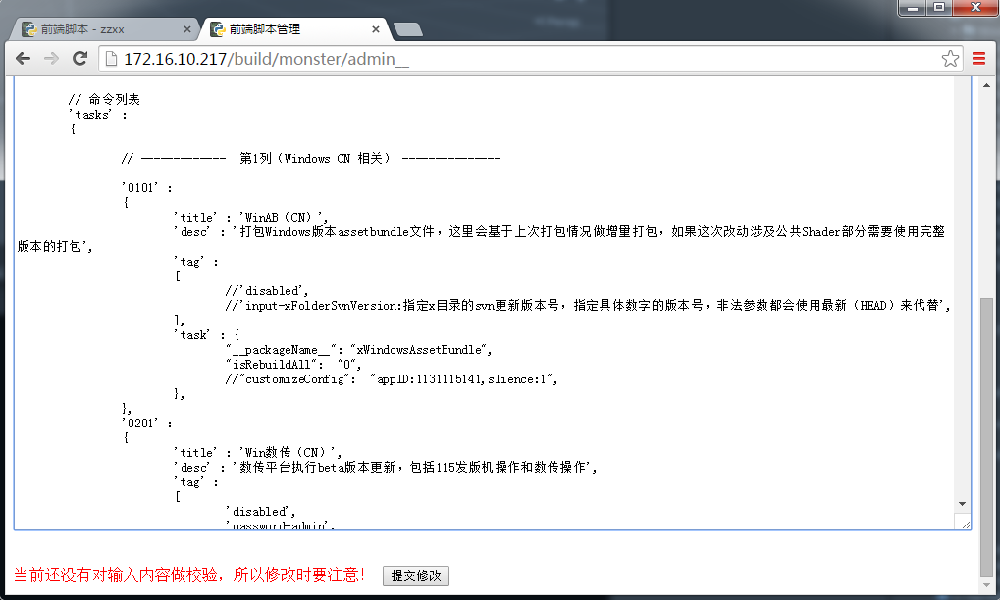 前端脚本 - zzxx
前端脚本管理
172.16.10.217/build/monster/admin__
// 命令列表
'tasks' :
{
// ------------- 第1列（Windows CN 相关） ---------------
'0101' :
{
'title' : 'WinAB（CN）',
'desc' : '打包Windows版本assetbundle文件，这里会基于上次打包情况做增量打包，如果这次改动涉及公共Shader部分需要使用完整
版本的打包',
'tag' :
[
//'disabled',
//'input-xFolderSvnVersion:指定x目录的svn更新版本号，指定具体数字的版本号，非法参数都会使用最新（HEAD）来代替',
],
'task' : {
"__packageName__": "xWindowsAssetBundle",
"isRebuildAll": "0",
//"customizeConfig": "appID:1131115141,slience:1",
},
},
'0201' :
{
'title' : 'Win数传（CN）',
'desc' : '数传平台执行beta版本更新，包括115发版机操作和数传操作',
'tag' :
[
'disabled',
'password-admin',
当前还没有对输入内容做校验，所以修改时要注意！
提交修改